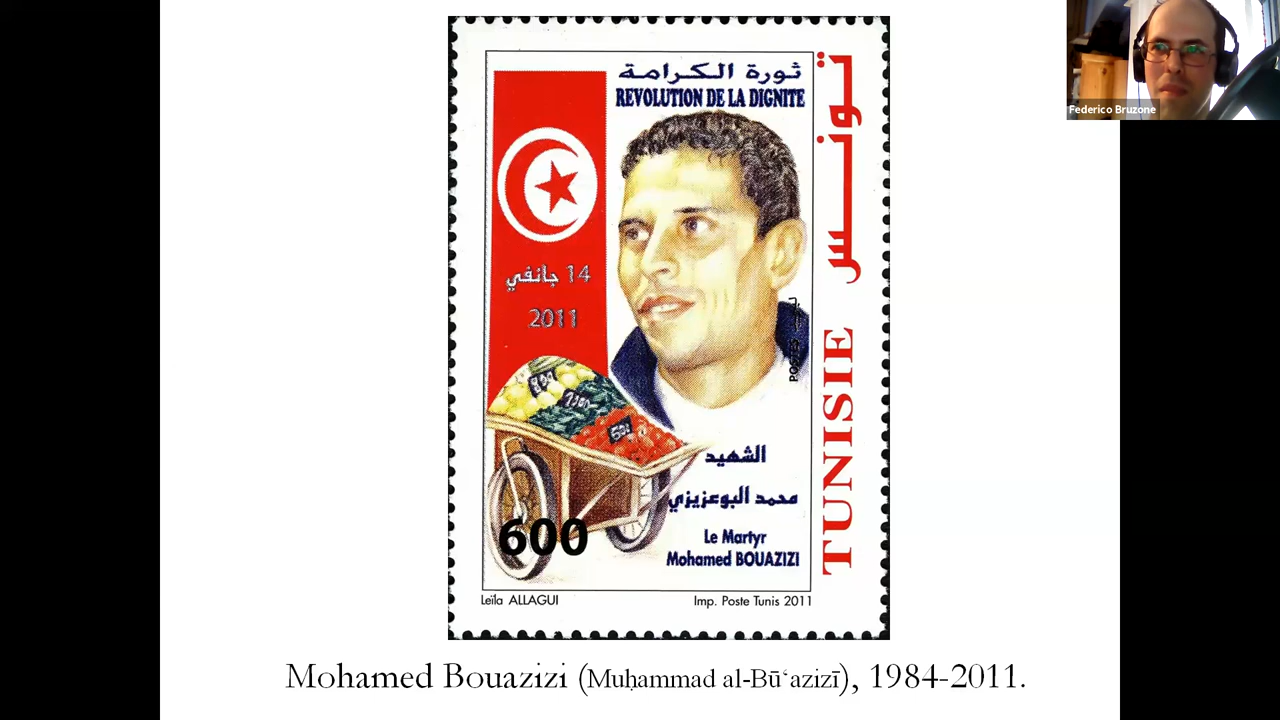 ثورة الكرامة
REVOLUTION DE LA DIGNITE
تونس
TUNISIE
14 جانفي
2011
600
الشهيد
محمد البوعزيزي
Le Martyr
Mohamed BOUAZIZI
Leïla ALLAGUI
Imp. Poste Tunis 2011
Federico Bruzone
Mohamed Bouazizi (Muḥammad al-Būʻazizī), 1984-2011.